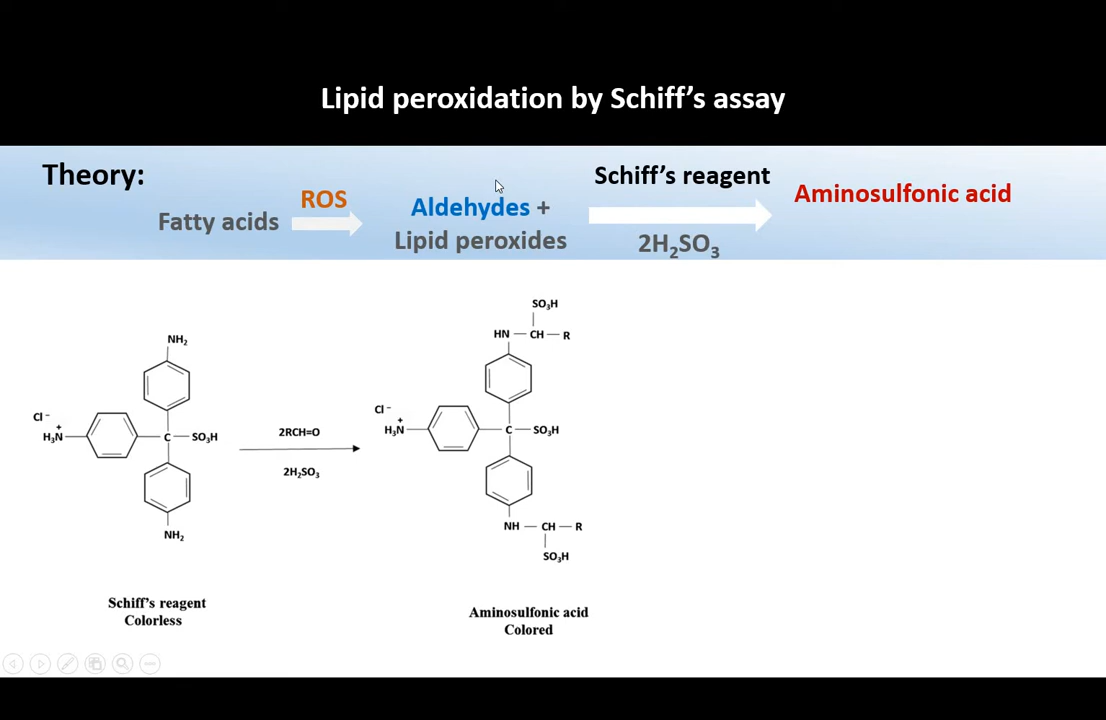 Lipid peroxidation by Schiff's assay
Theory:
Fatty acids
ROS
Aldehydes +
Lipid peroxides
Schiff's reagent
2H₂SO₃
Aminosulfonic acid
NH₂
Cl⁻
H₃N⁺
C
SO₃H
NH₂
2RCH=O
2H₂SO₃
SO₃H
HN
CH
R
Cl⁻
H₃N⁺
C
SO₃H
NH
CH
R
SO₃H
Schiff's reagent
Colorless
Aminosulfonic acid
Colored